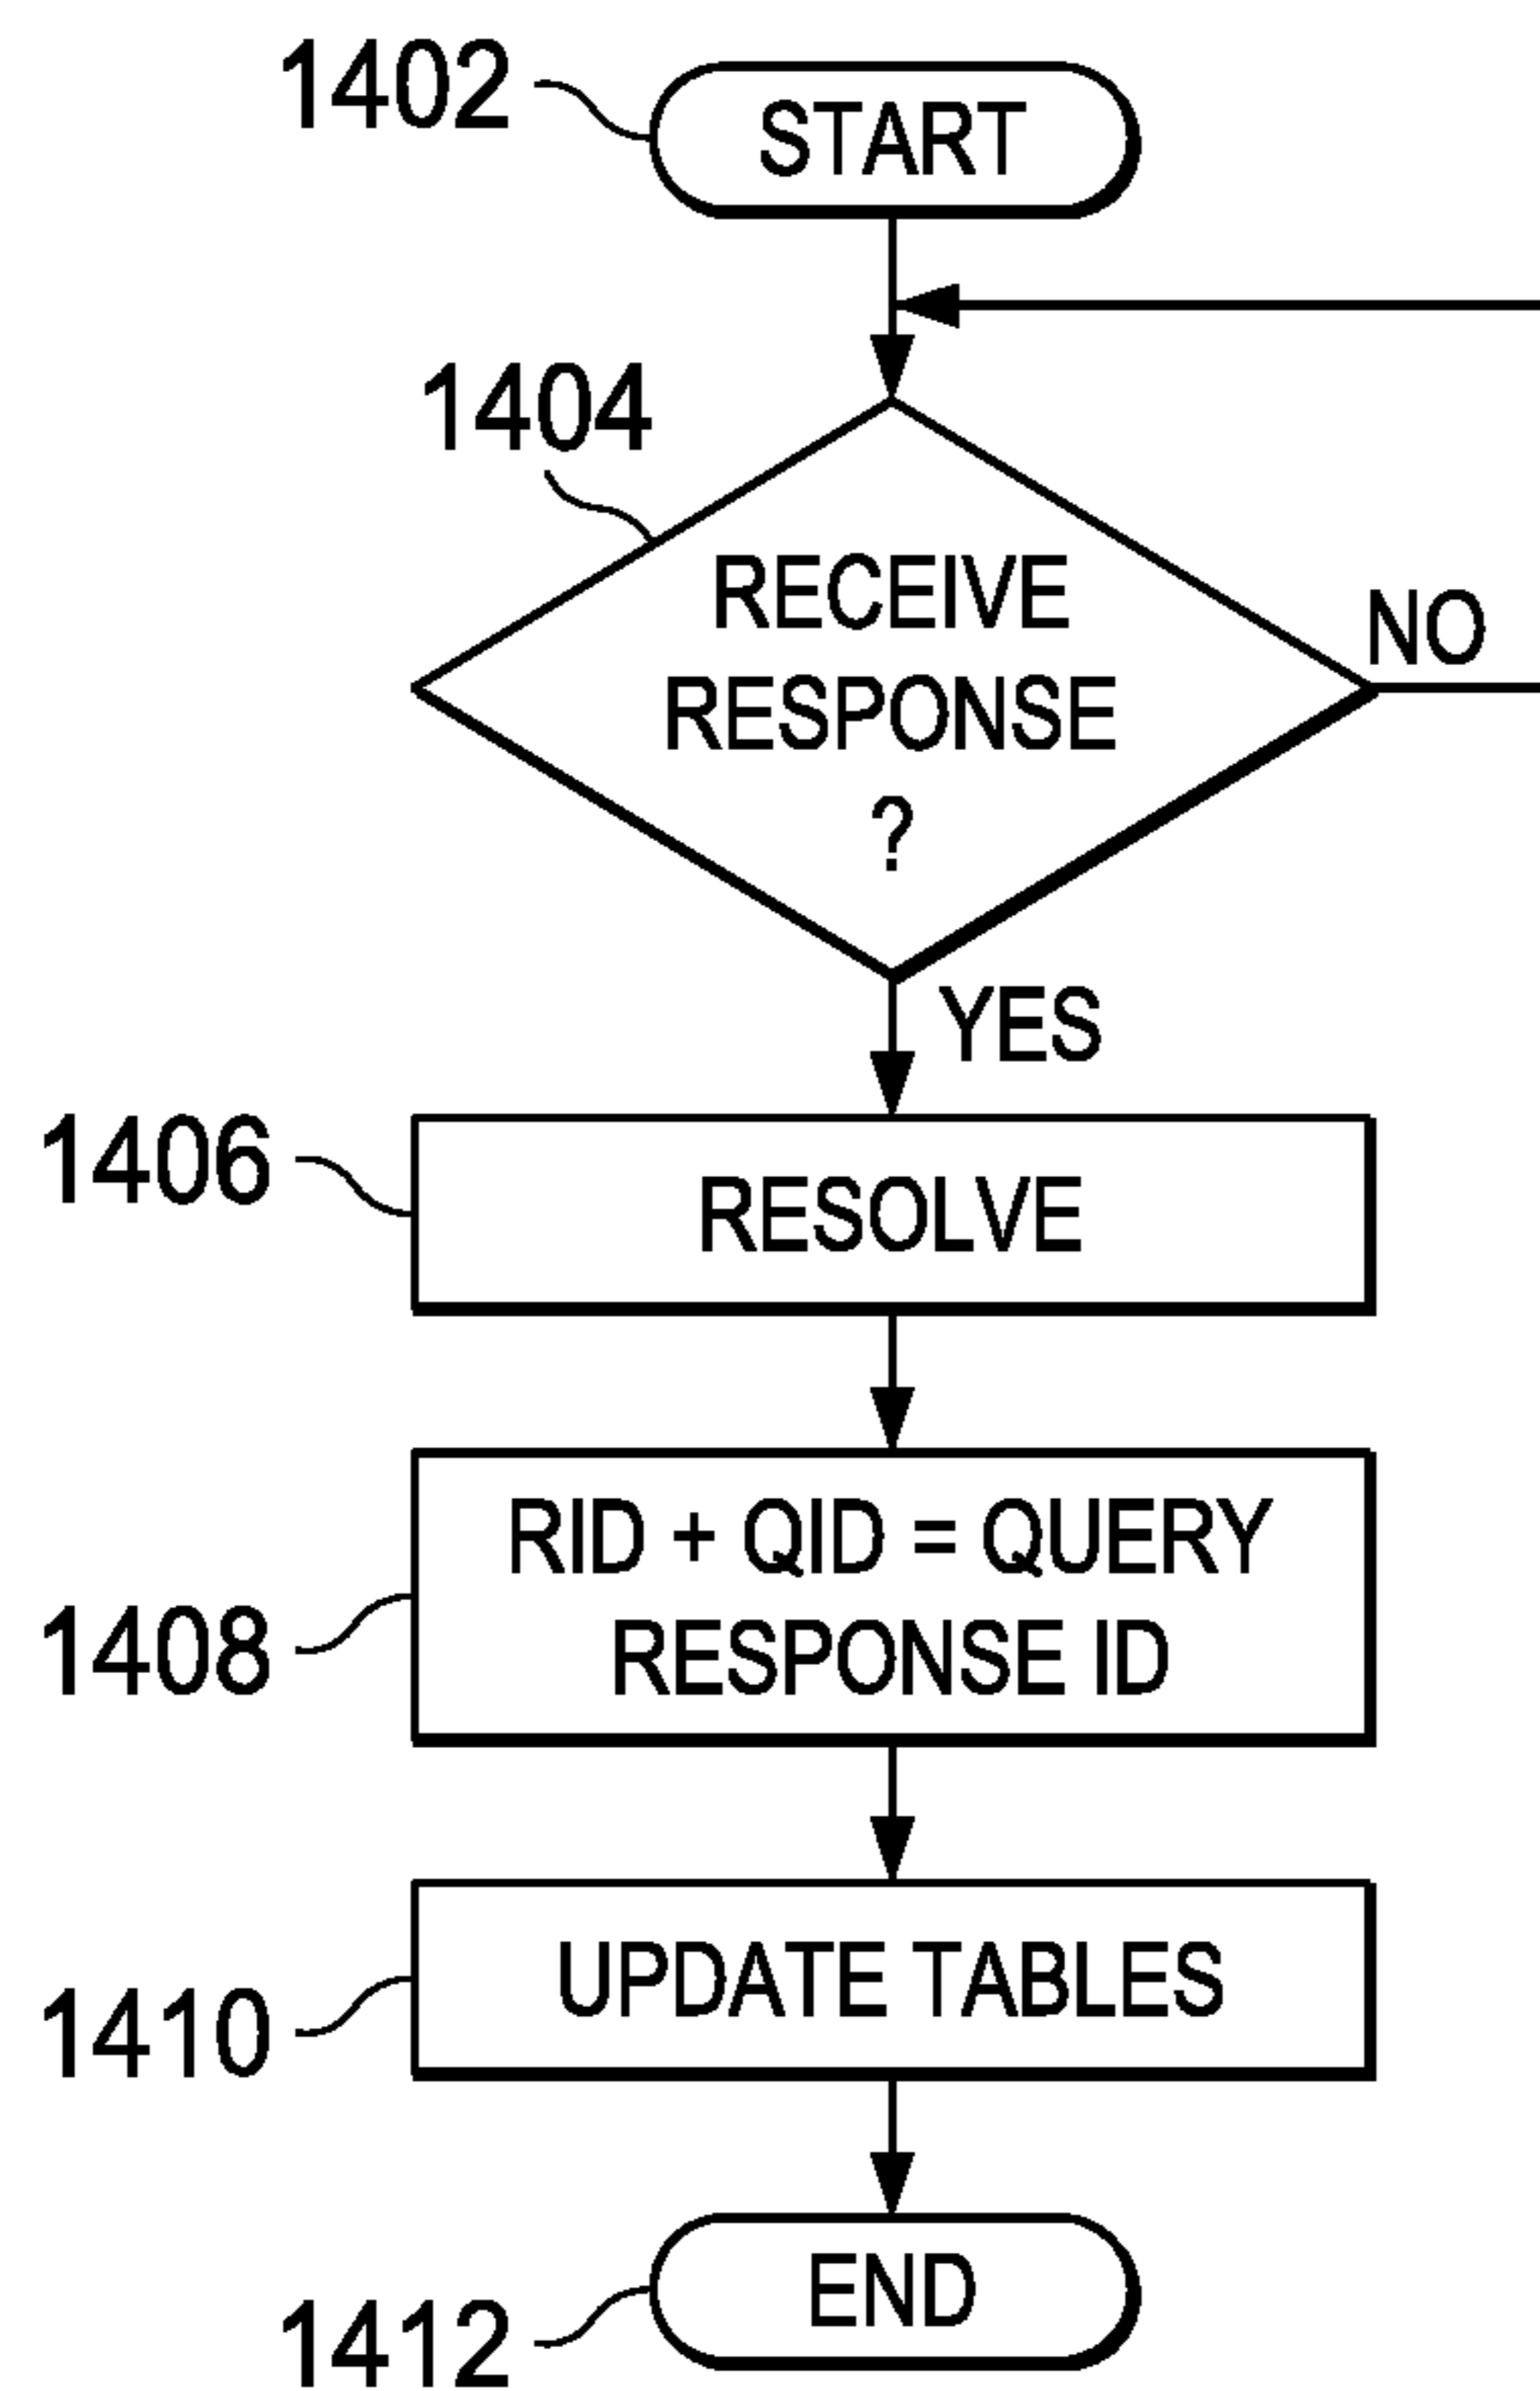 1402
START
1404
RECEIVE
RESPONSE
?
NO
YES
1406
RESOLVE
RID + QID = QUERY
RESPONSE ID
1408
UPDATE TABLES
1410
END
1412